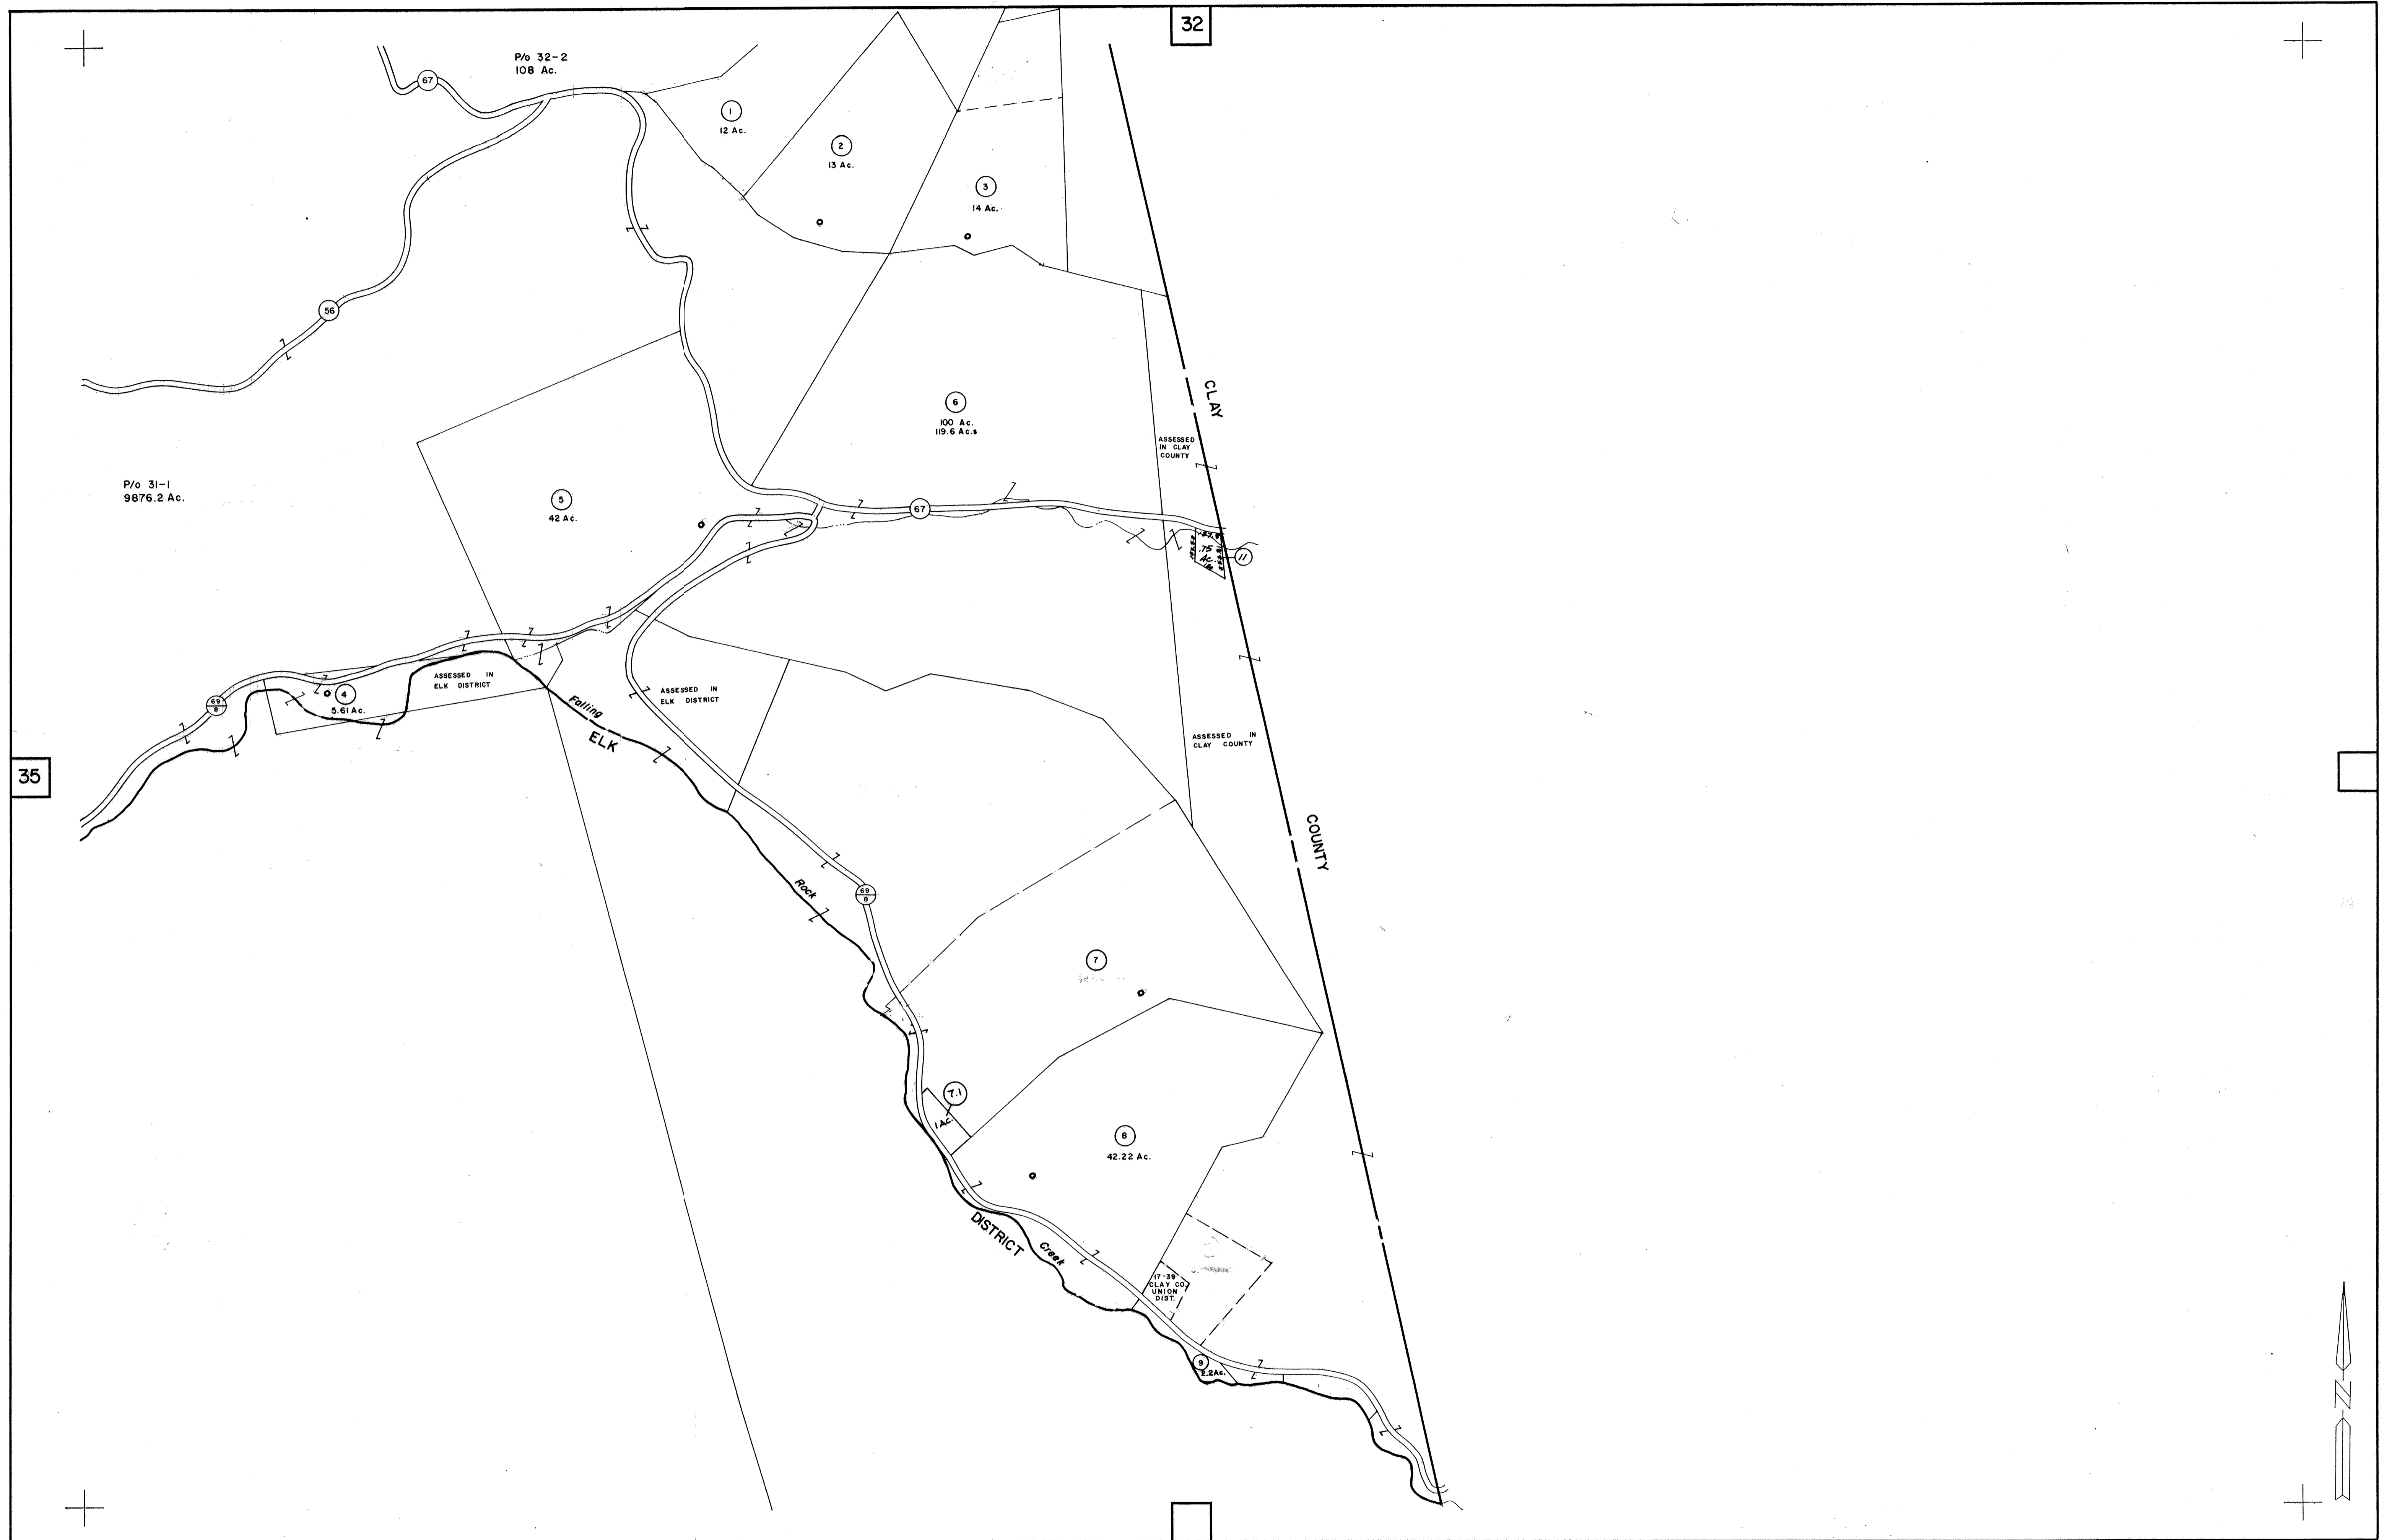 32
P/o 32-2
108 Ac.
67
1
12 Ac.
2
13 Ac.
3
14 Ac.
56
CLAY
6
100 Ac.
119.6 Ac.s
ASSESSED
IN CLAY
COUNTY
P/o 31-1
9876.2 Ac.
5
42 Ac.
67
.75
Ac.
11
ASSESSED IN
ELK DISTRICT
4
5.61 Ac.
69
8
ASSESSED IN
ELK DISTRICT
Falling
ELK
ASSESSED IN
CLAY COUNTY
35
COUNTY
Rock
69
8
7
7.1
1 Ac.
8
42.22 Ac.
DISTRICT
Creek
17-39
CLAY CO.
UNION
DIST.
9
2.2Ac.
N